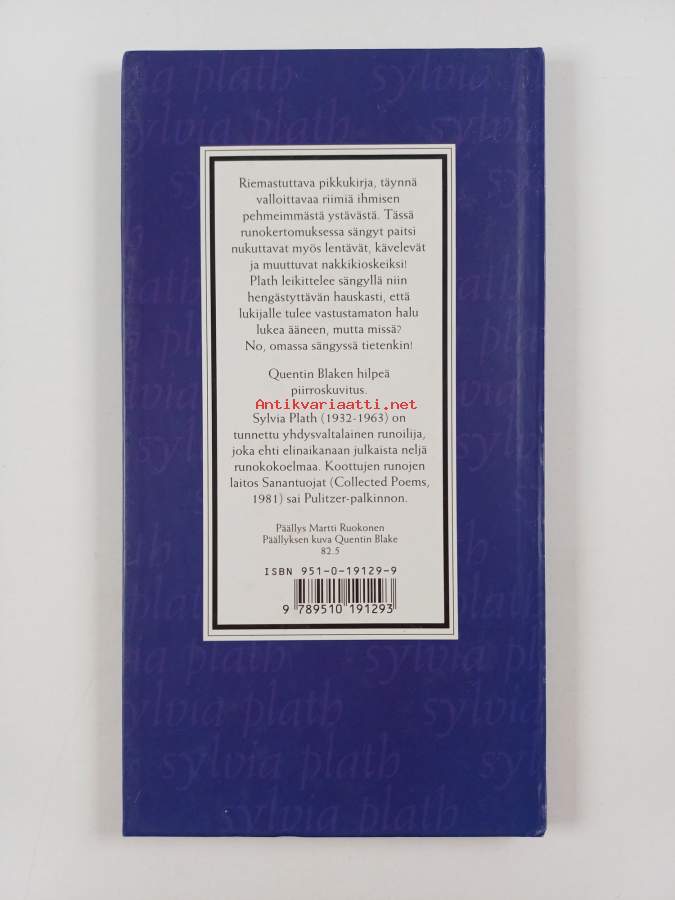 sylvia plath
sylvia plath
Riemastuttava pikkukirja, täynnä
valloittavaa riimiä ihmisen
pehmeimmästä ystävästä. Tässä
runokertomuksessa sängyt paitsi
nukuttavat myös lentävät, kävelevät
ja muuttuvat nakkikioskeiksi!
Plath leikittelee sängyllä niin
hengästyttävän hauskasti, että
lukijalle tulee vastustamaton halu
lukea ääneen, mutta missä?
No, omassa sängyssä tietenkin!
Quentin Blaken hilpeä
piirroskuvitus.
Antikvariaatti.net
Sylvia Plath (1932-1963) on
tunnettu yhdysvaltalainen runoilija,
joka ehti elinaikanaan julkaista neljä
runokokoelmaa. Koottujen runojen
laitos Sanantuojat (Collected Poems,
1981) sai Pulitzer-palkinnon.
Päällys Martti Ruokonen
Päällyksen kuva Quentin Blake
82.5
ISBN 951-0-19129-9
9 789510 191293
sylvia plath
sylvia
sylvia plath
sylvia plath